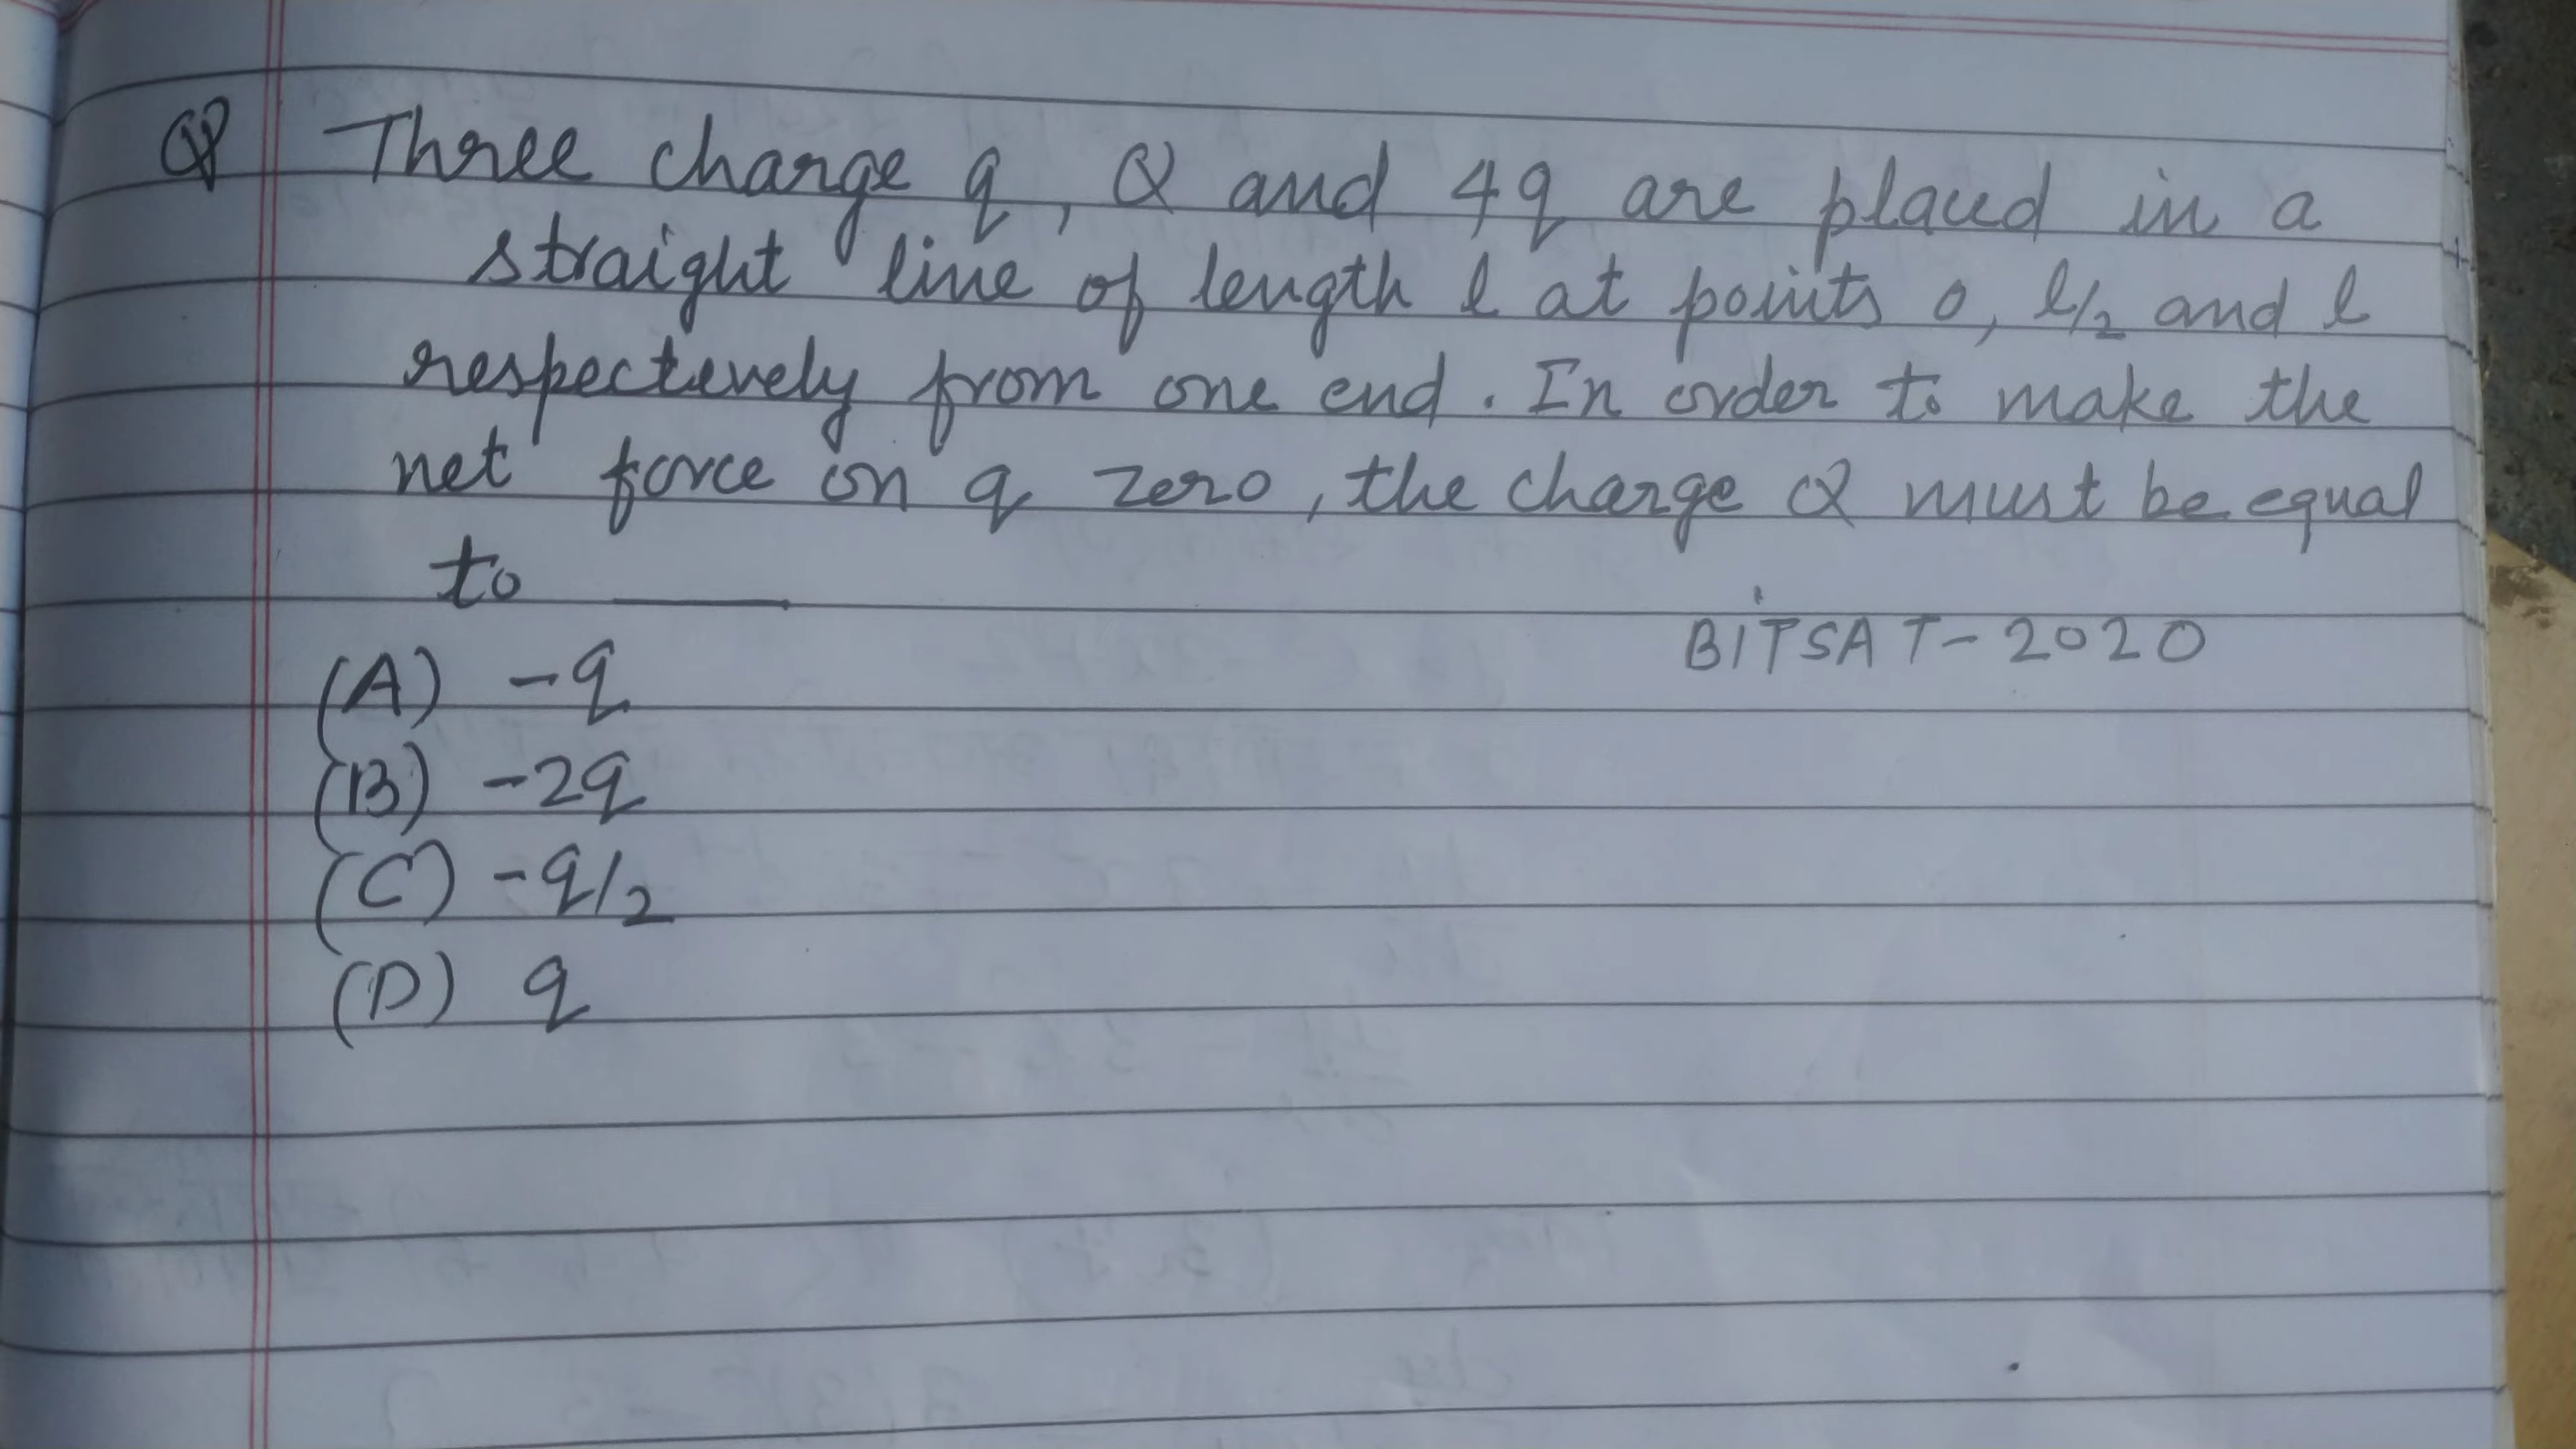 Q Three charge q, Q and 4q are placed in a
straight line of length l at points 0, l/2 and l
respectevely from one end. In order to make the
net force on q zero, the charge Q must be equal
to ____
BITSAT-2020
(A) -q
(B) -2q
(C) -q/2
(D) q